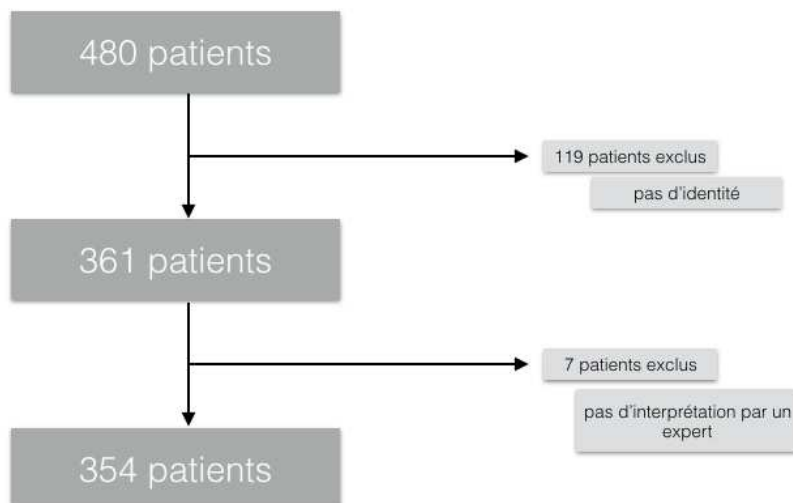 480 patients
119 patients exclus
pas d'identité
361 patients
7 patients exclus
pas d'interprétation par un
expert
354 patients